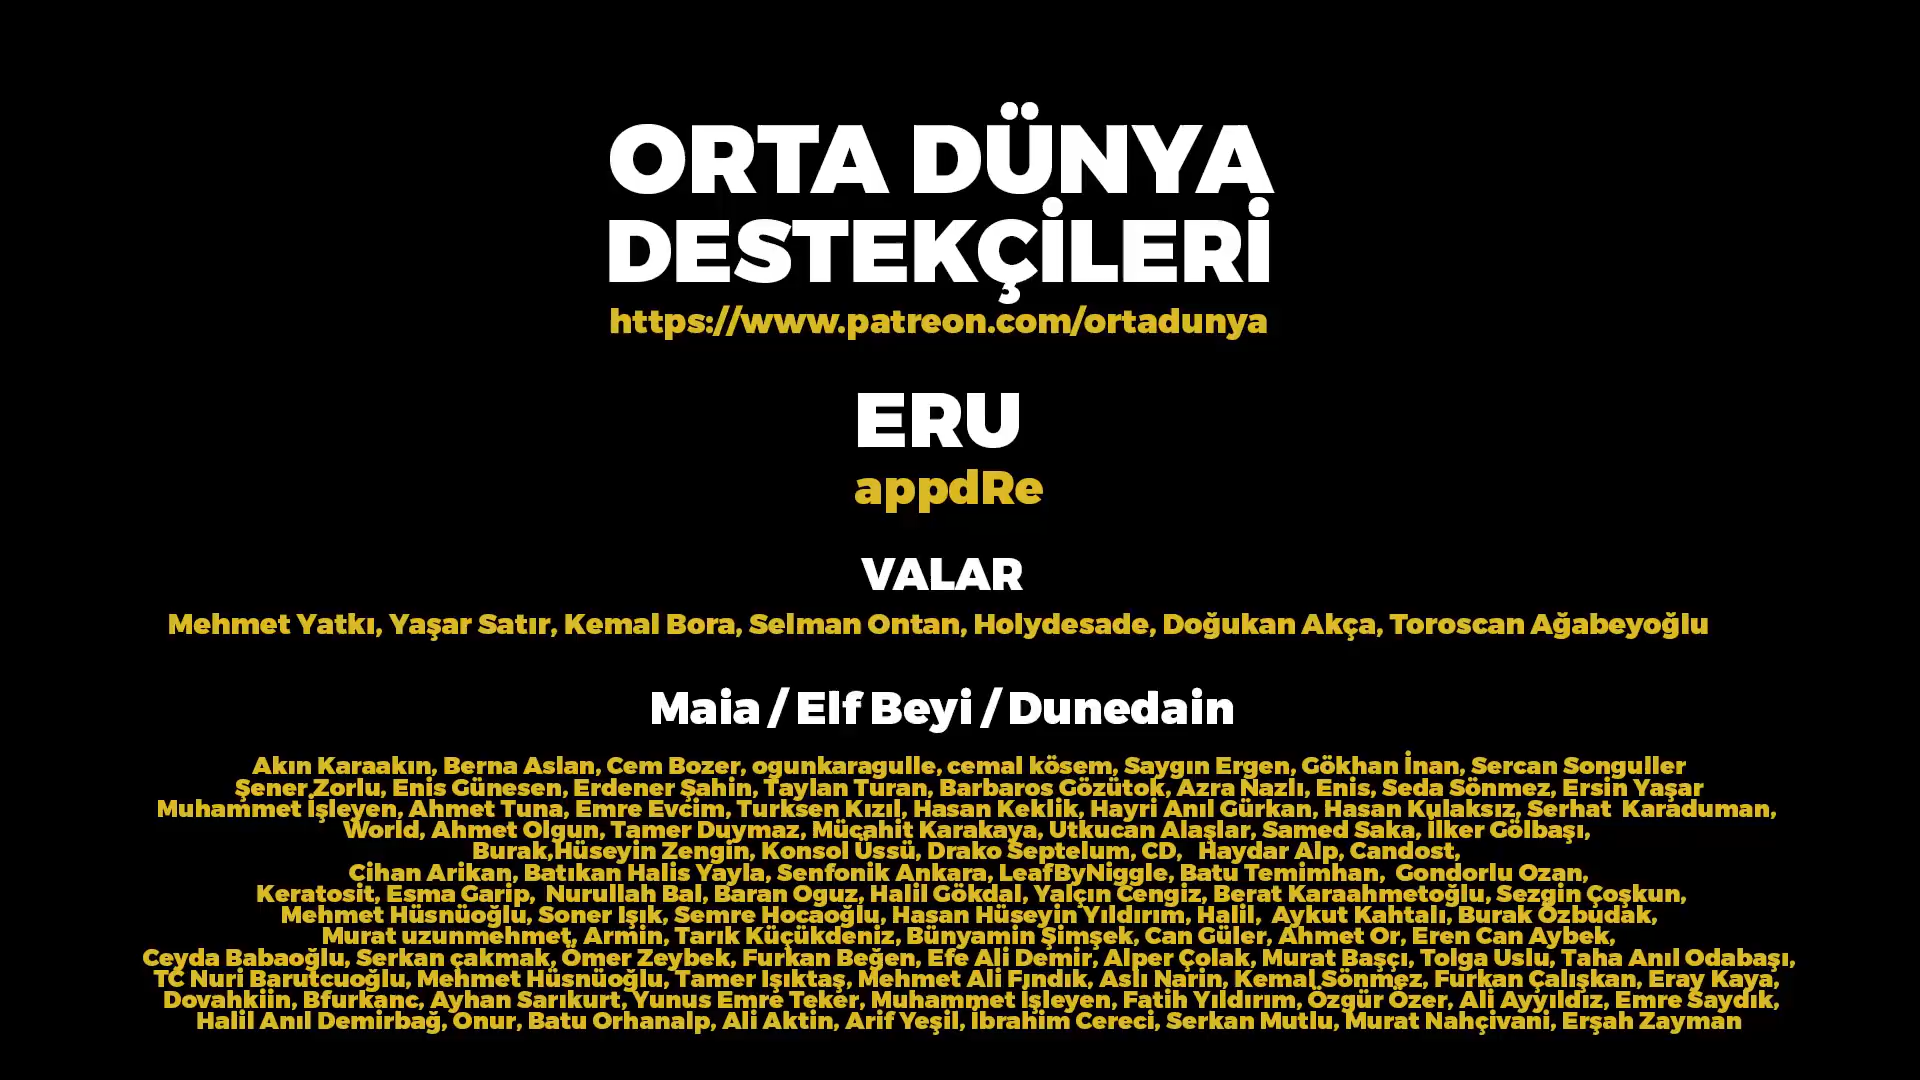 ORTA DÜNYA
DESTEKÇİLERİ
https://www.patreon.com/ortadunya
ERU
appdRe
VALAR
Mehmet Yatkı, Yaşar Satır, Kemal Bora, Selman Ontan, Holydesade, Doğukan Akça, Toroscan Ağabeyoğlu
Maia / Elf Beyi / Dunedain
Akın Karaakın, Berna Aslan, Cem Bozer, ogunkaragulle, cemal kösem, Saygın Ergen, Gökhan İnan, Sercan Songuller
Şener Zorlu, Enis Günesen, Erdener Şahin, Taylan Turan, Barbaros Gözütok, Azra Nazlı, Enis, Seda Sönmez, Ersin Yaşar
Muhammet İşleyen, Ahmet Tuna, Emre Evcim, Turksen Kızıl, Hasan Keklik, Hayri Anıl Gürkan, Hasan Kulaksız, Serhat  Karaduman,
World, Ahmet Olgun, Tamer Duymaz, Mücahit Karakaya, Utkucan Alaşlar, Samed Saka, İlker Gölbaşı,
Burak,Hüseyin Zengin, Konsol Üssü, Drako Septelum, CD,   Haydar Alp, Candost,
Cihan Arikan, Batıkan Halis Yayla, Senfonik Ankara, LeafByNiggle, Batu Temimhan,  Gondorlu Ozan,
Keratosit, Esma Garip,  Nurullah Bal, Baran Oguz, Halil Gökdal, Yalçın Cengiz, Berat Karaahmetoğlu, Sezgin Çoşkun,
Mehmet Hüsnüoğlu, Soner Işık, Semre Hocaoğlu, Hasan Hüseyin Yıldırım, Halil,  Aykut Kahtalı, Burak Özbudak,
Murat uzunmehmet, Armin, Tarık Küçükdeniz, Bünyamin Şimşek, Can Güler, Ahmet Or, Eren Can Aybek,
Ceyda Babaoğlu, Serkan çakmak, Ömer Zeybek, Furkan Beğen, Efe Ali Demir, Alper Çolak, Murat Başçı, Tolga Uslu, Taha Anıl Odabaşı,
TC Nuri Barutcuoğlu, Mehmet Hüsnüoğlu, Tamer Işıktaş, Mehmet Ali Fındık, Aslı Narin, Kemal Sönmez, Furkan Çalışkan, Eray Kaya,
Dovahkiin, Bfurkanc, Ayhan Sarıkurt, Yunus Emre Teker, Muhammet İşleyen, Fatih Yıldırım, Özgür Özer, Ali Ayyıldız, Emre Saydık,
Halil Anıl Demirbağ, Onur, Batu Orhanalp, Ali Aktin, Arif Yeşil, İbrahim Cereci, Serkan Mutlu, Murat Nahçivani, Erşah Zayman